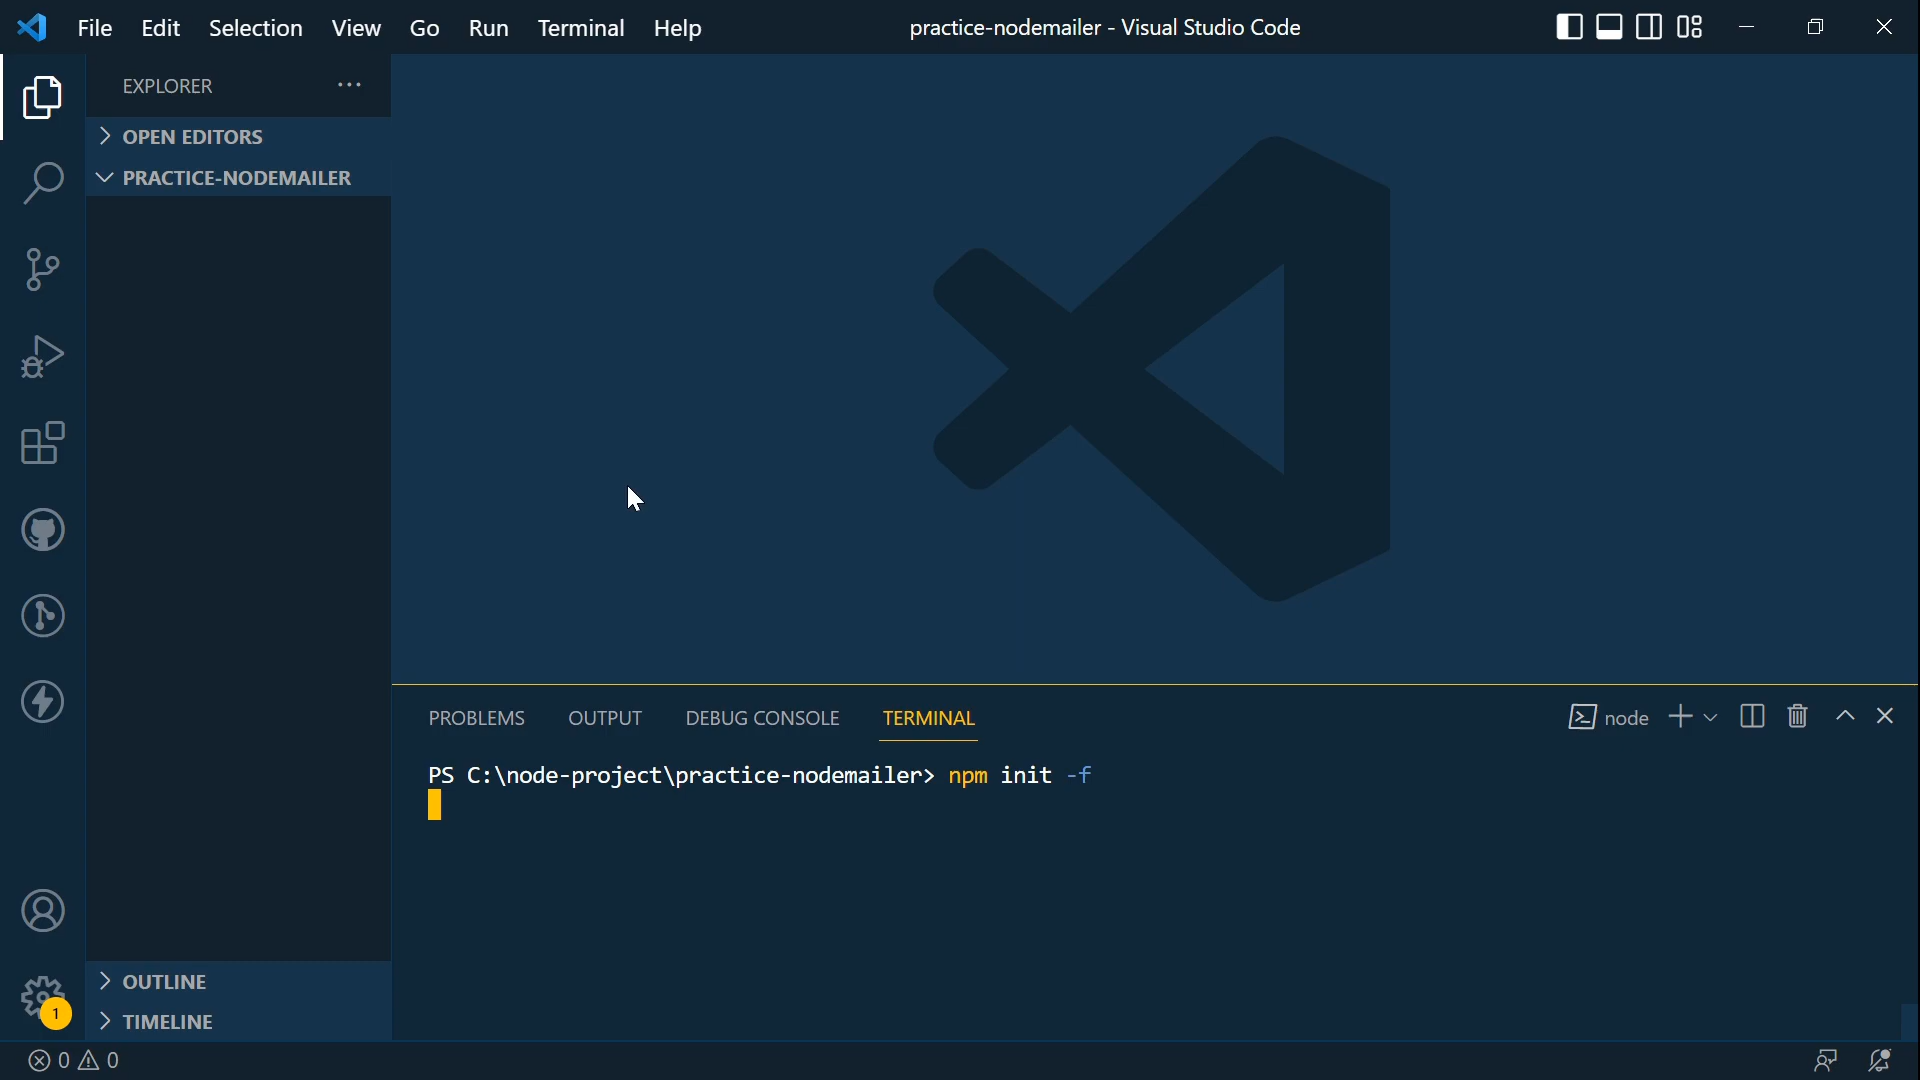 File Edit Selection View Go Run Terminal Help
practice-nodemailer - Visual Studio Code
EXPLORER
OPEN EDITORS
PRACTICE-NODEMAILER
PROBLEMS OUTPUT DEBUG CONSOLE TERMINAL
node
PS C:\node-project\practice-nodemailer> npm init -f
OUTLINE
1
TIMELINE
0 0